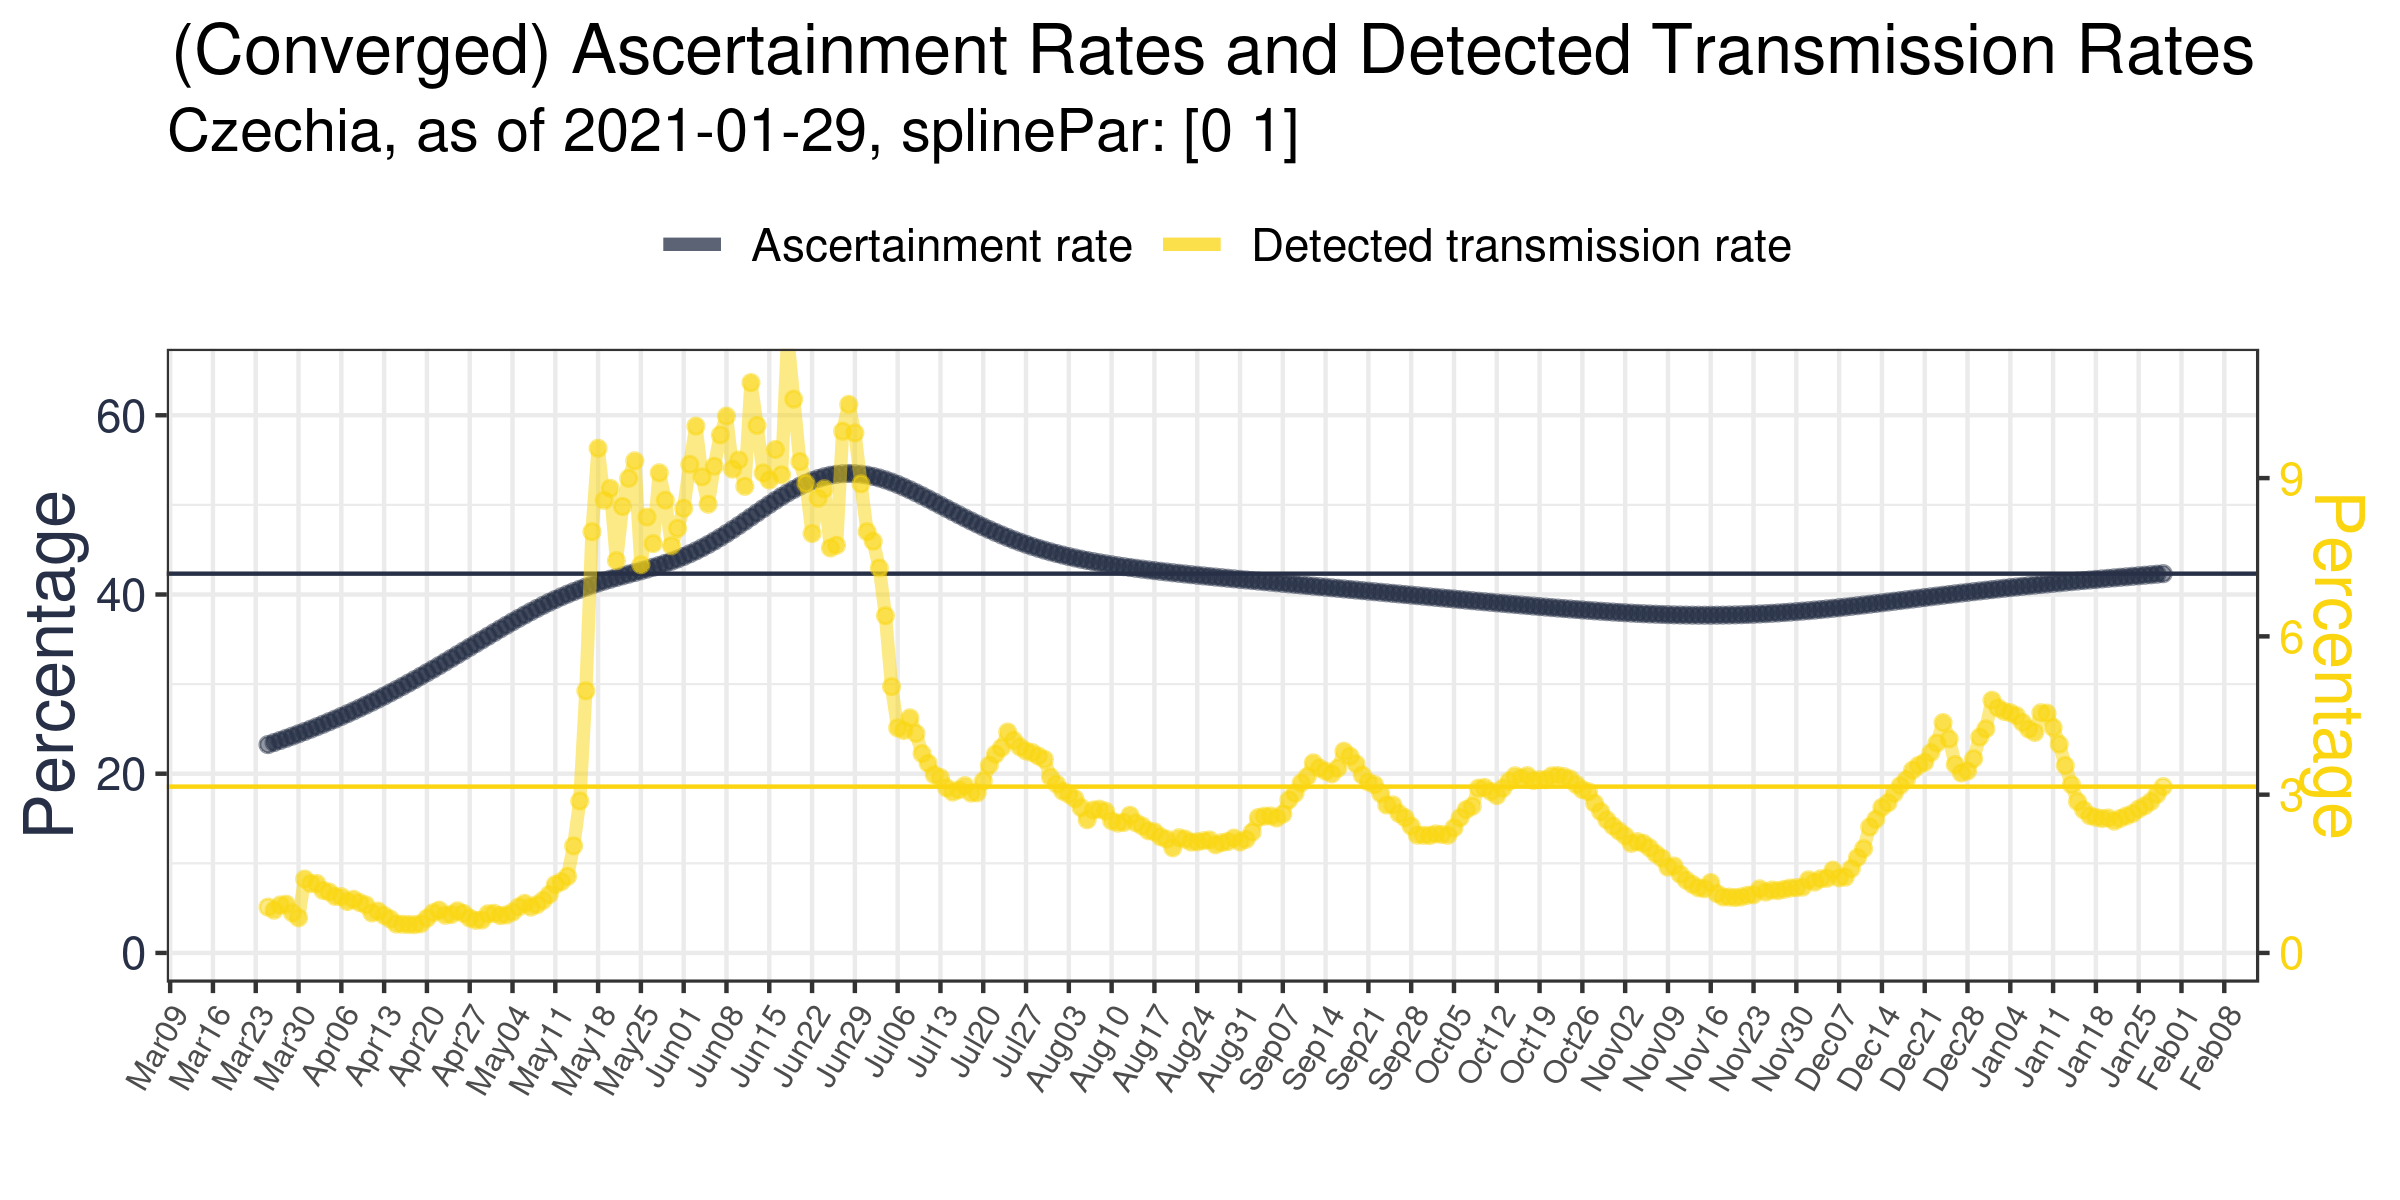 (Converged) Ascertainment Rates and Detected Transmission Rates
Czechia, as of 2021-01-29, splinePar: [0 1]
Ascertainment rate
Detected transmission rate
Percentage
60
40
20
0
9
6
3
0
Percentage
Mar09
Mar16
Mar23
Mar30
Apr06
Apr13
Apr20
Apr27
May04
May11
May18
May25
Jun01
Jun08
Jun15
Jun22
Jun29
Jul06
Jul13
Jul20
Jul27
Aug03
Aug10
Aug17
Aug24
Aug31
Sep07
Sep14
Sep21
Sep28
Oct05
Oct12
Oct19
Oct26
Nov02
Nov09
Nov16
Nov23
Nov30
Dec07
Dec14
Dec21
Dec28
Jan04
Jan11
Jan18
Jan25
Feb01
Feb08